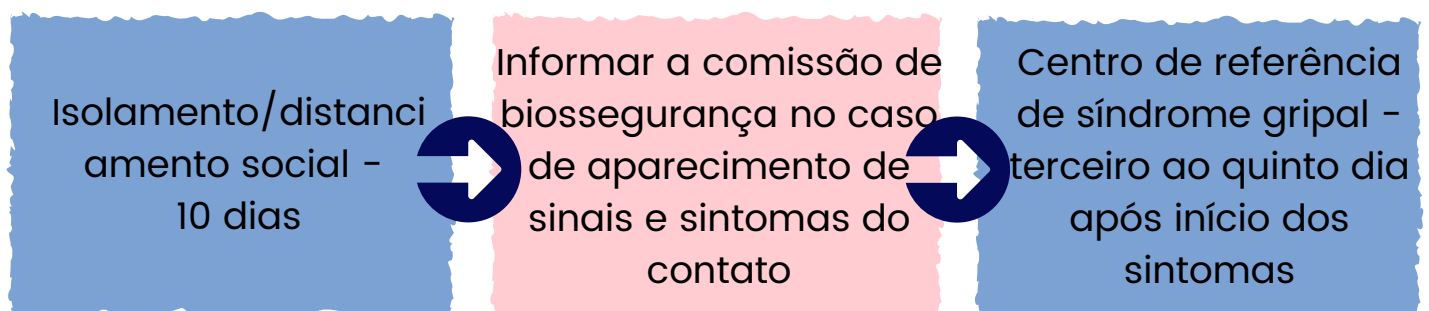 Isolamento/distanci
amento social -
10 dias
Informar a comissão de
biossegurança no caso
de aparecimento de
sinais e sintomas do
contato
Centro de referência
de síndrome gripal -
terceiro ao quinto dia
após início dos
sintomas